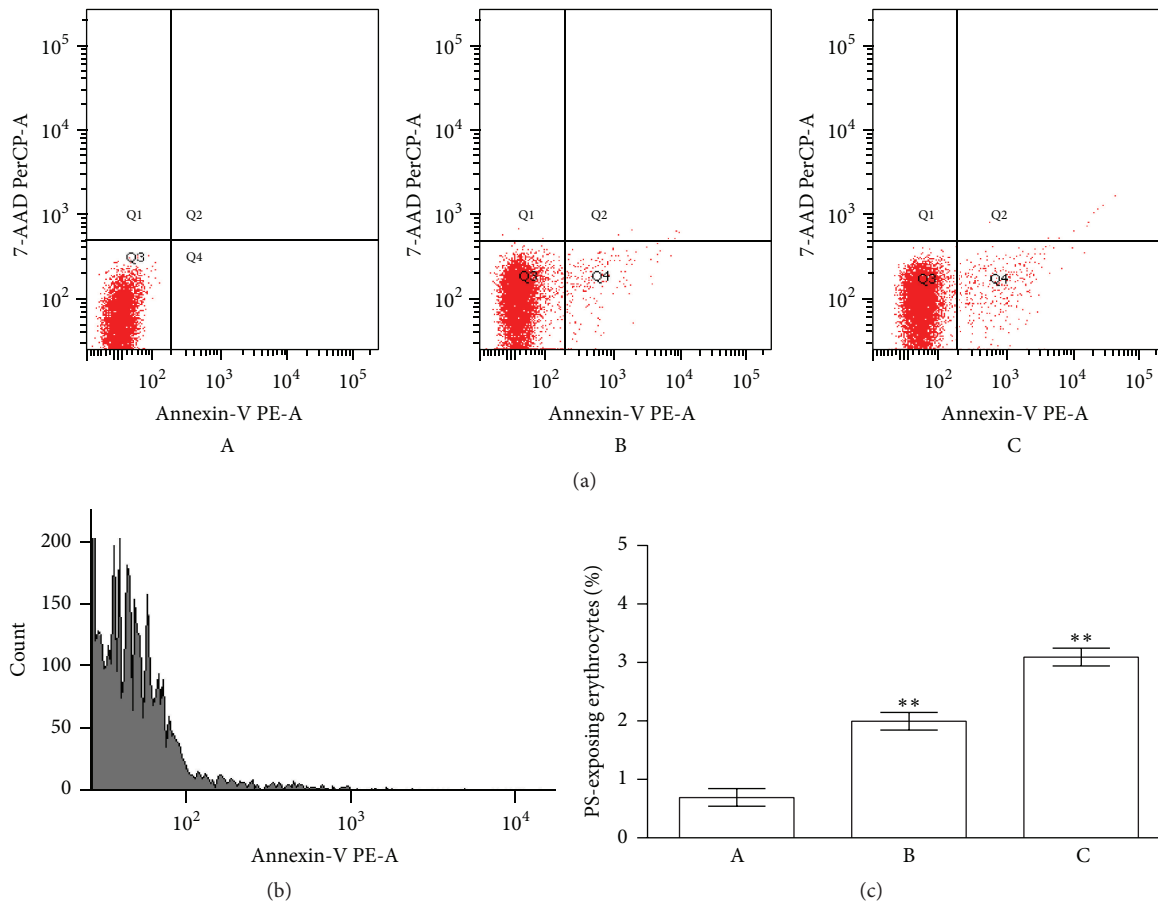 10^5
10^4
10^3
10^2
7-AAD PerCP-A
Q1
Q2
Q3
Q4
10^2
10^3
10^4
10^5
Annexin-V PE-A
A
10^5
10^4
10^3
10^2
7-AAD PerCP-A
Q1
Q2
Q3
Q4
10^2
10^3
10^4
10^5
Annexin-V PE-A
B
10^5
10^4
10^3
10^2
7-AAD PerCP-A
Q1
Q2
Q3
Q4
10^2
10^3
10^4
10^5
Annexin-V PE-A
C
(a)
200
150
100
50
0
Count
10^2
10^3
10^4
Annexin-V PE-A
(b)
5
4
3
2
1
0
PS-exposing erythrocytes (%)
**
**
A
B
C
(c)